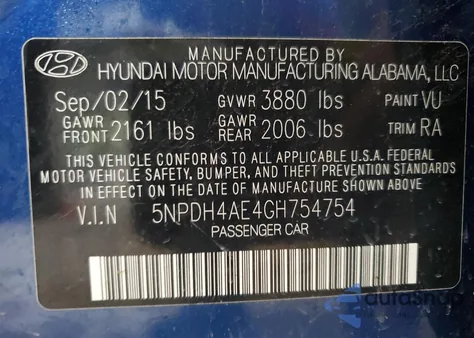 MANUFACTURED BY
HYUNDAI MOTOR MANUFACTURING ALABAMA, LLC
Sep/02/15 GVWR 3880 lbs PAINT VU
GAWR FRONT 2161 lbs GAWR REAR 2006 lbs TRIM RA
THIS VEHICLE CONFORMS TO ALL APPLICABLE U.S.A. FEDERAL
MOTOR VEHICLE SAFETY, BUMPER, AND THEFT PREVENTION
STANDARDS IN EFFECT ON THE DATE OF MANUFACTURE
SHOWN ABOVE.
V.I.N 5NPDH4AE4GH754754
PASSENGER CAR